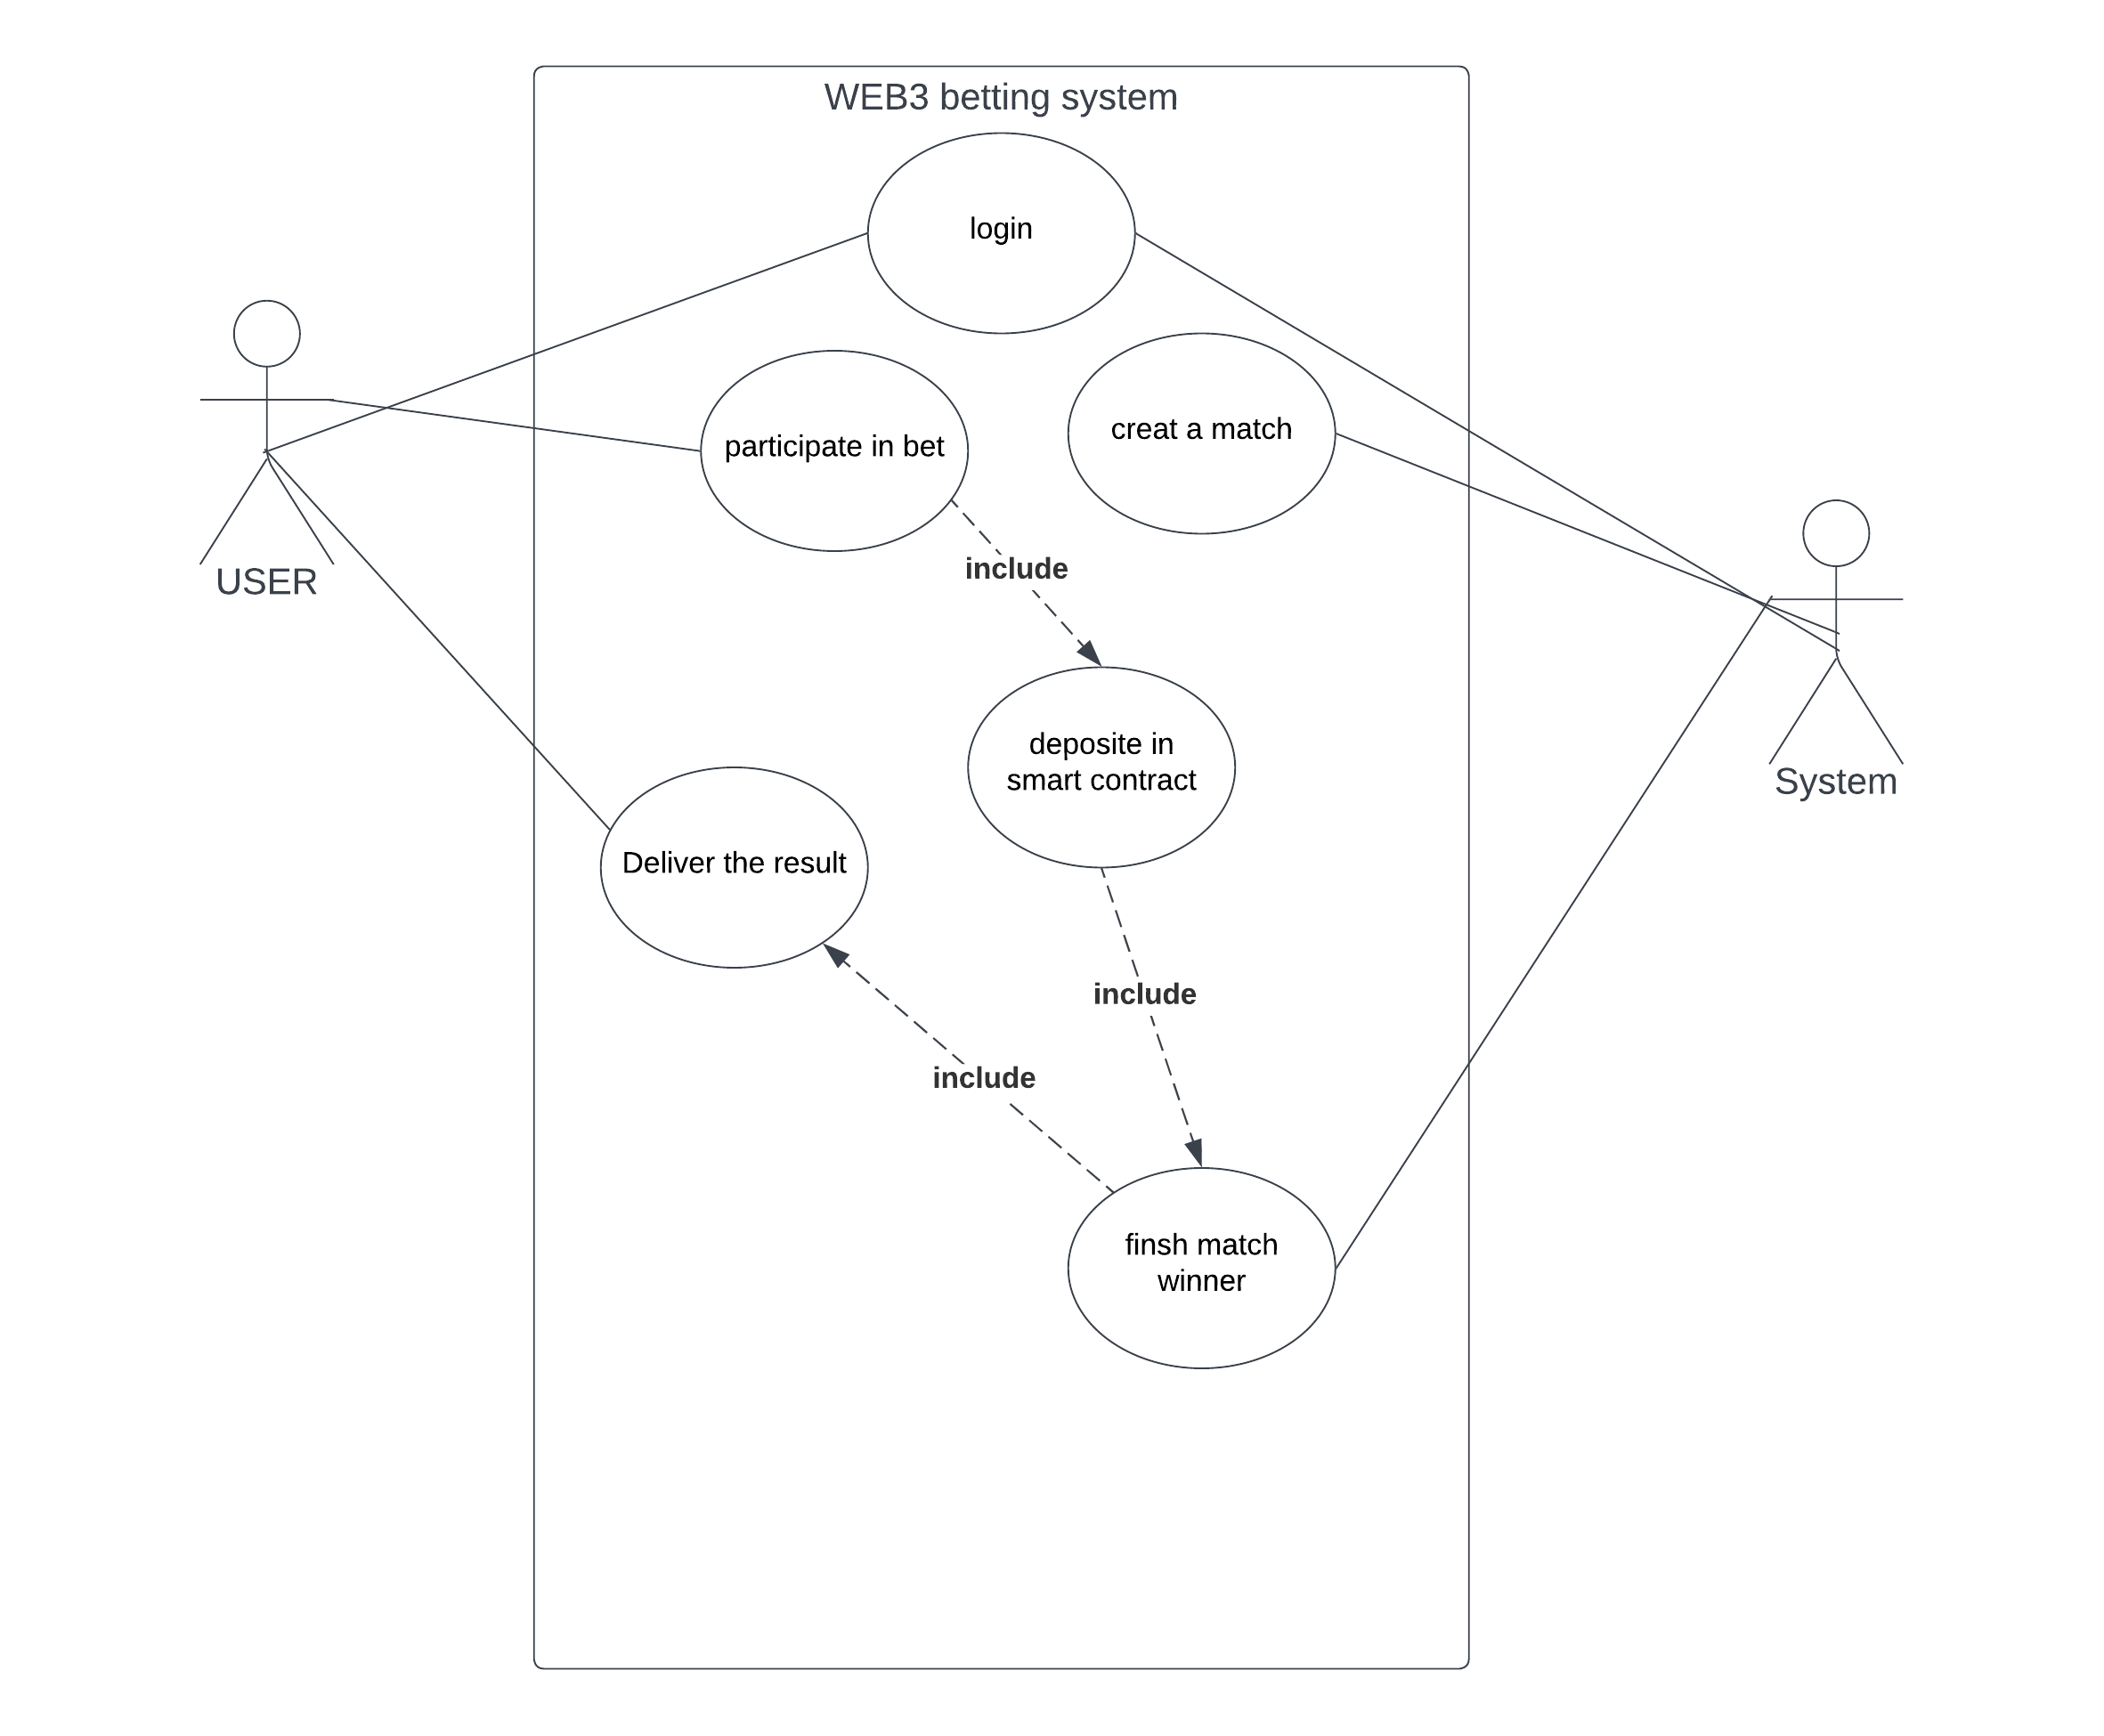 WEB3 betting system
login
participate in bet
creat a match
include
USER
deposite in
smart contract
System
Deliver the result
include
include
finsh match
winner